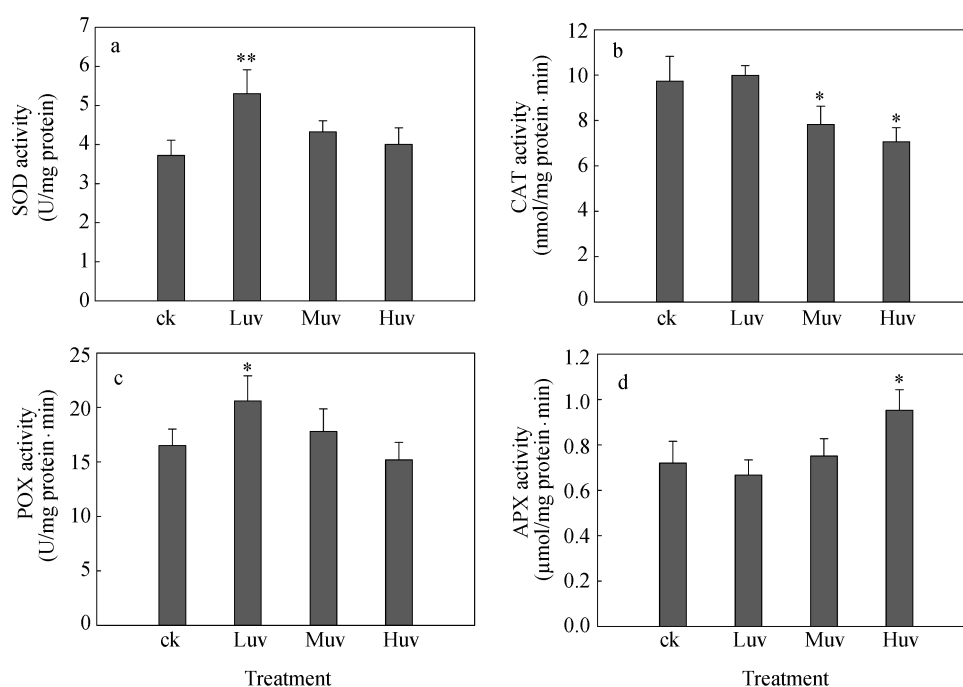 a
SOD activity
(U/mg protein)
7
6
5
4
3
2
1
0
**
ck Luv Muv Huv
b
CAT activity
(nmol/mg protein·min)
12
10
8
6
4
2
0
* *
ck Luv Muv Huv
c
POX activity
(U/mg protein·min)
25
20
15
10
5
0
*
ck Luv Muv Huv
Treatment
d
APX activity
(μmol/mg protein·min)
1.2
1.0
0.8
0.6
0.4
0.2
0.0
*
ck Luv Muv Huv
Treatment